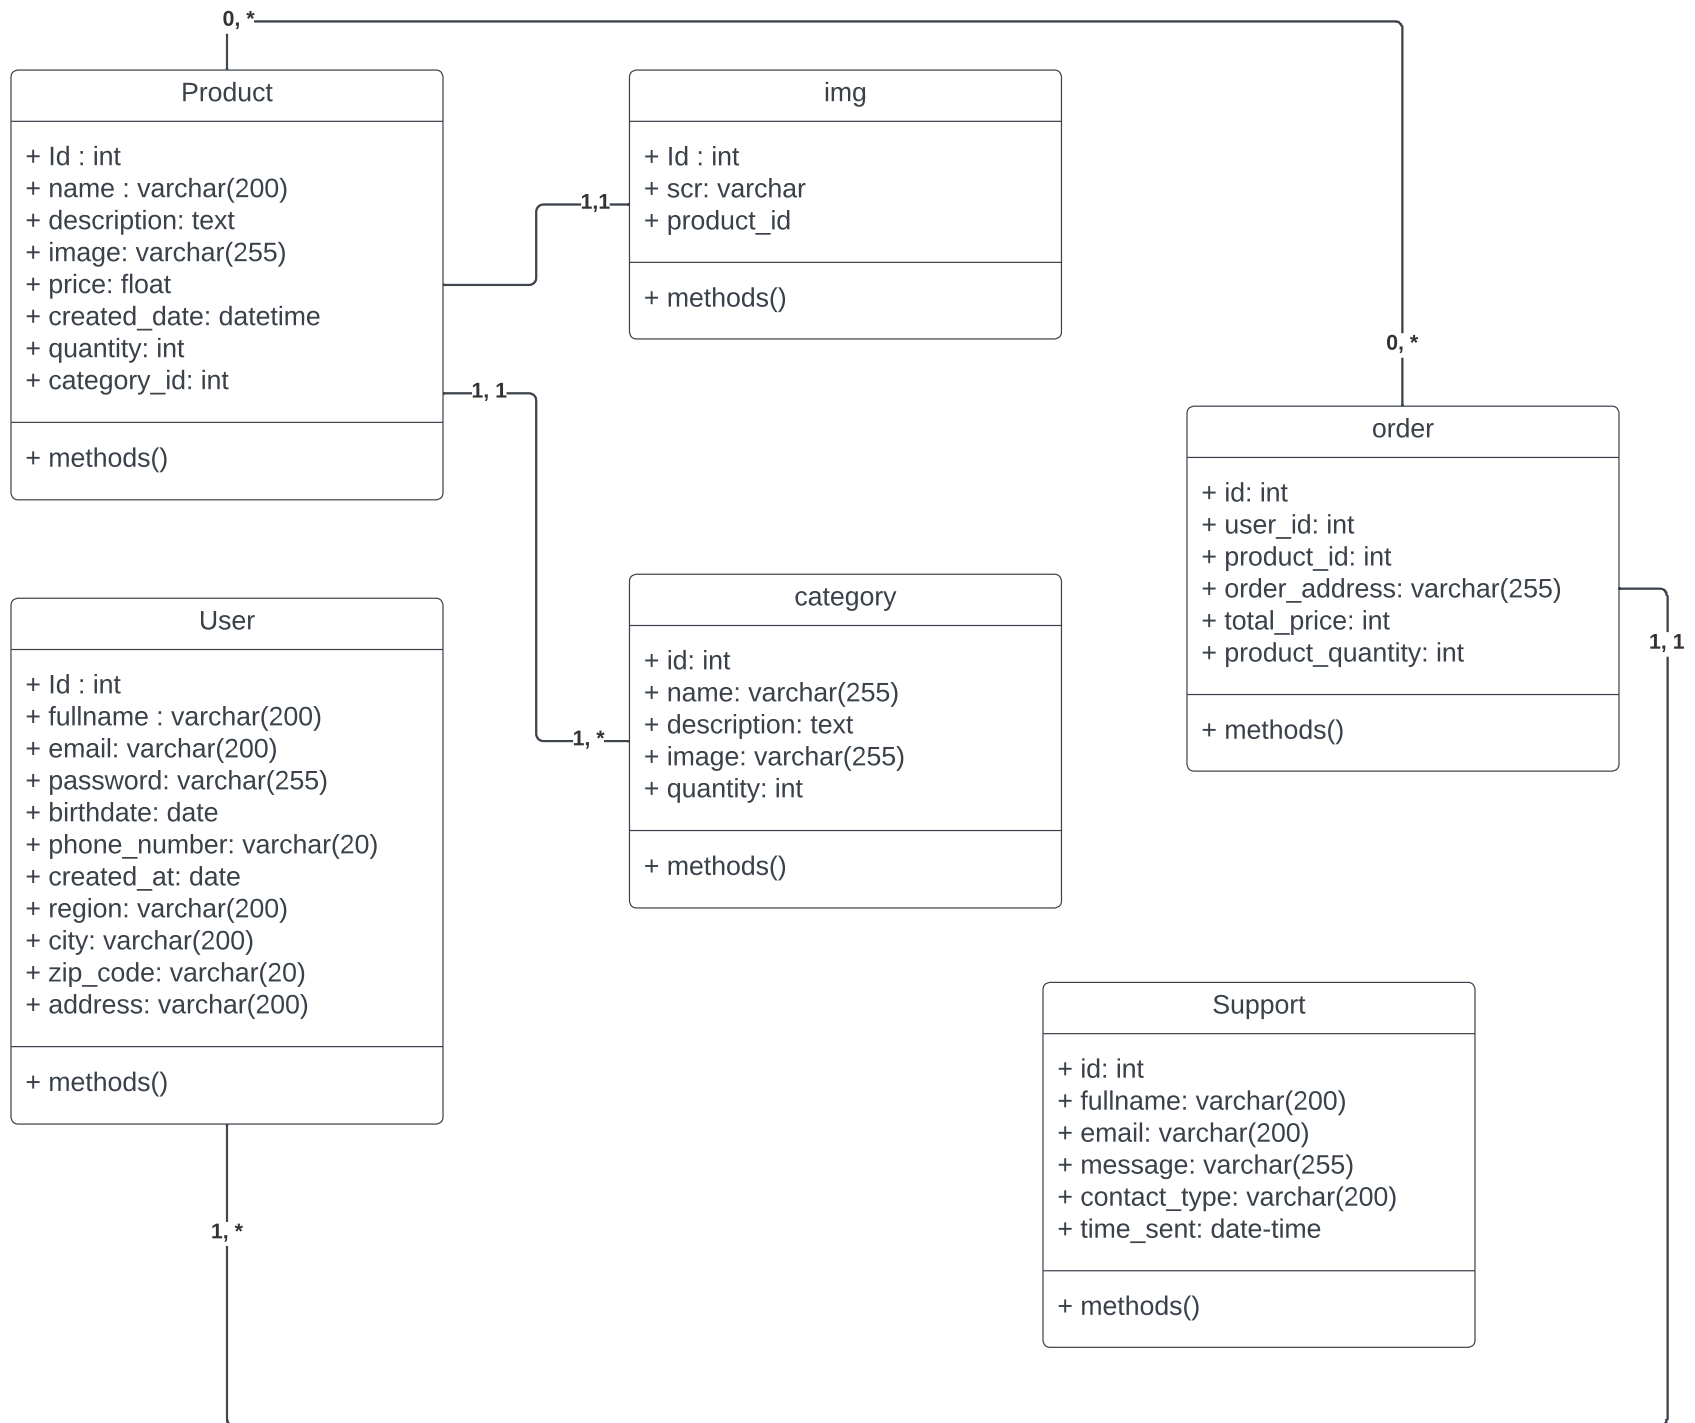 0, *
Product
+ Id : int
+ name : varchar(200)
+ description: text
+ image: varchar(255)
+ price: float
+ created_date: datetime
+ quantity: int
+ category_id: int
+ methods()
1,1
img
+ Id : int
+ scr: varchar
+ product_id
+ methods()
1, 1
1, *
0, *
order
+ id: int
+ user_id: int
+ product_id: int
+ order_address: varchar(255)
+ total_price: int
+ product_quantity: int
+ methods()
1, 1
User
+ Id : int
+ fullname : varchar(200)
+ email: varchar(200)
+ password: varchar(255)
+ birthdate: date
+ phone_number: varchar(20)
+ created_at: date
+ region: varchar(200)
+ city: varchar(200)
+ zip_code: varchar(20)
+ address: varchar(200)
+ methods()
1, *
category
+ id: int
+ name: varchar(255)
+ description: text
+ image: varchar(255)
+ quantity: int
+ methods()
Support
+ id: int
+ fullname: varchar(200)
+ email: varchar(200)
+ message: varchar(255)
+ contact_type: varchar(200)
+ time_sent: date-time
+ methods()